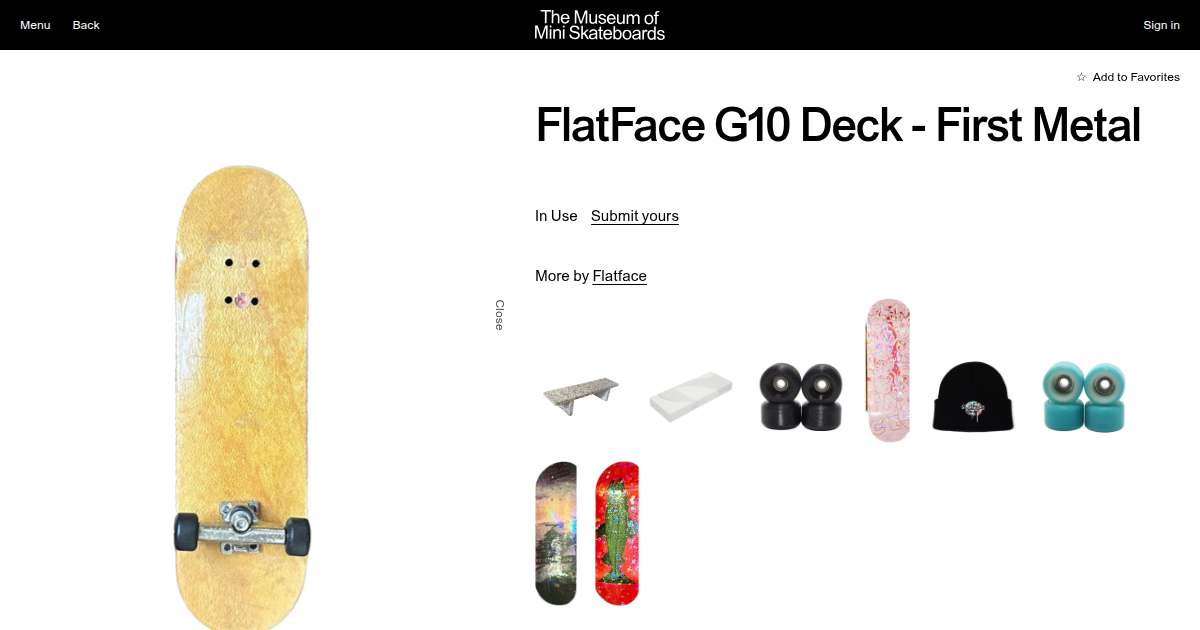 Menu
Back
The Museum of
Mini Skateboards
Sign in
☆ Add to Favorites
FlatFace G10 Deck - First Metal
In Use Submit yours
More by Flatface
Close